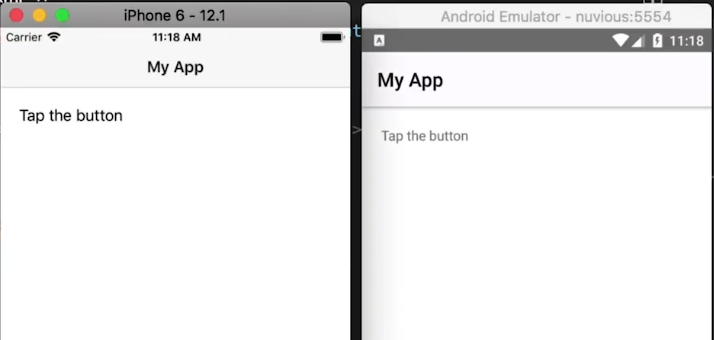 iPhone 6 - 12.1
Carrier
11:18 AM
My App
Tap the button
t
>
Android Emulator - nuvious:5554
A
11:18
My App
Tap the button